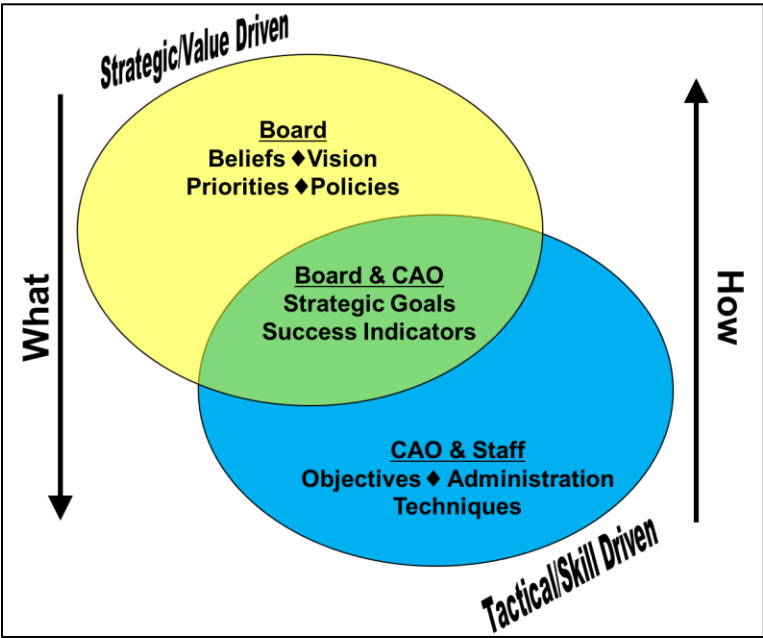 Strategic/Value Driven
Board
Beliefs ♦Vision
Priorities ♦Policies
What
Board & CAO
Strategic Goals
Success Indicators
How
CAO & Staff
Objectives ♦ Administration
Techniques
Tactical/Skill Driven